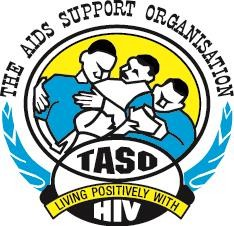 THE AIDS SUPPORT ORGANISATION
TASO
LIVING POSITIVELY WITH
HIV